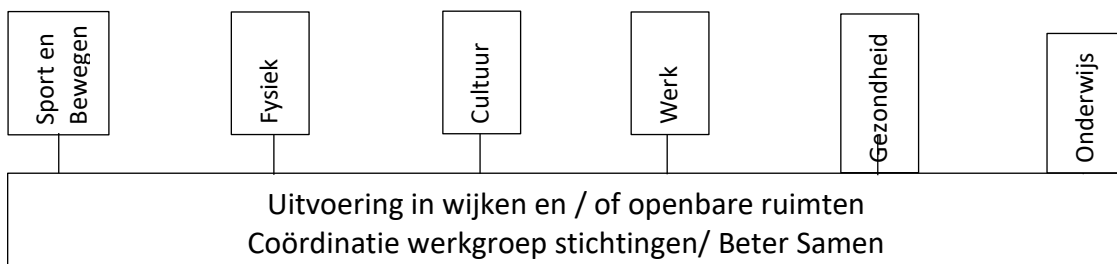 Sport en
Bewegen
Fysiek
Cultuur
Werk
Gezondheid
Onderwijs
Uitvoering in wijken en / of openbare ruimten
Coördinatie werkgroep stichtingen/ Beter Samen